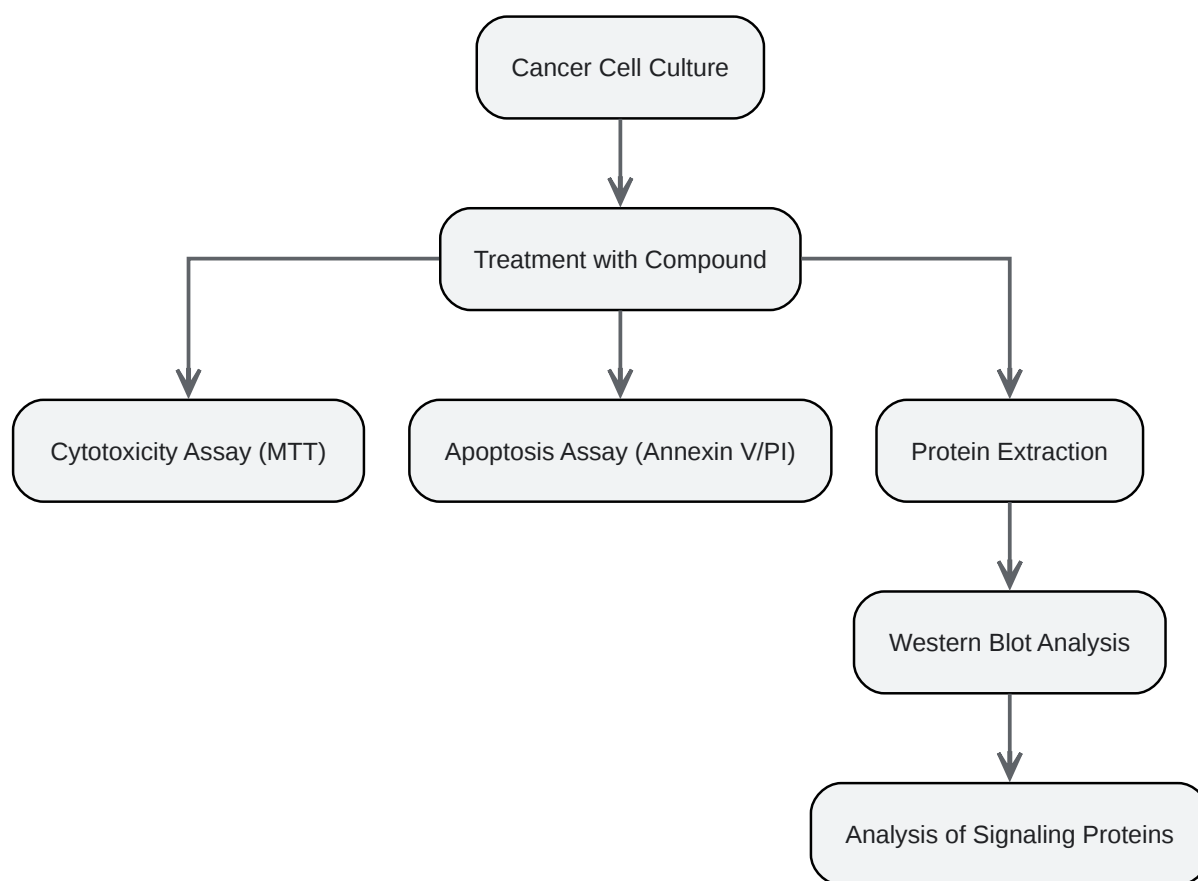 Cancer Cell Culture
Treatment with Compound
Cytotoxicity Assay (MTT)
Apoptosis Assay (Annexin V/PI)
Protein Extraction
Western Blot Analysis
Analysis of Signaling Proteins